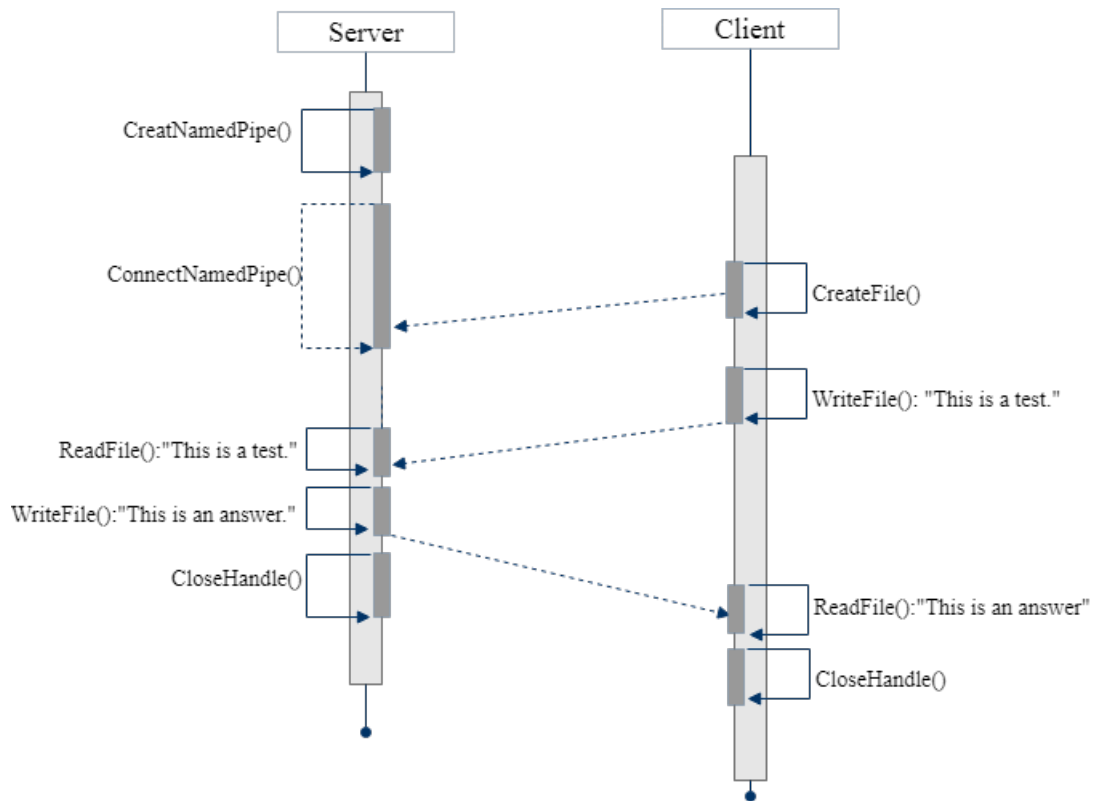 Server
Client
CreatNamedPipe()
ConnectNamedPipe()
CreateFile()
WriteFile(): "This is a test."
ReadFile():"This is a test."
WriteFile():"This is an answer."
CloseHandle()
ReadFile():"This is an answer"
CloseHandle()